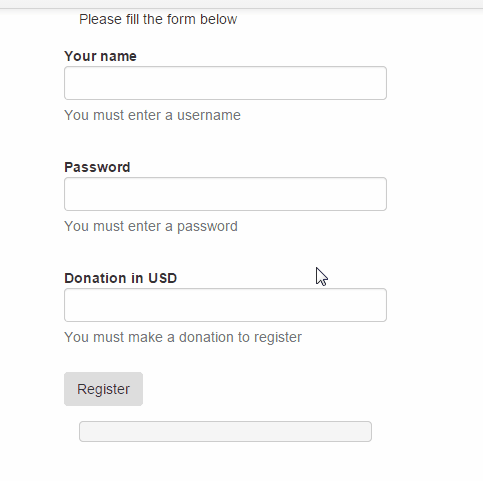 Please fill the form below
Your name
You must enter a username
Password
You must enter a password
Donation in USD
You must make a donation to register
Register